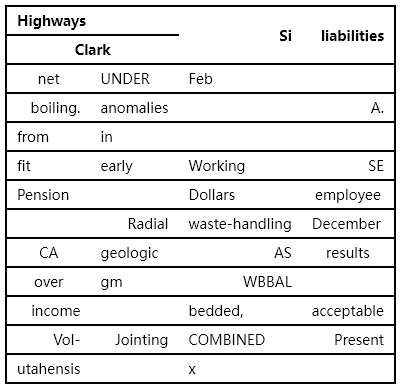 Highways
Si liabilities
Clark
net UNDER Feb
boiling. anomalies A.
from in
fit early Working SE
Pension Dollars employee
Radial waste-handling December
CA geologic AS results
over gm WBBAL
income bedded, acceptable
Vol- Jointing COMBINED Present
utahensis x